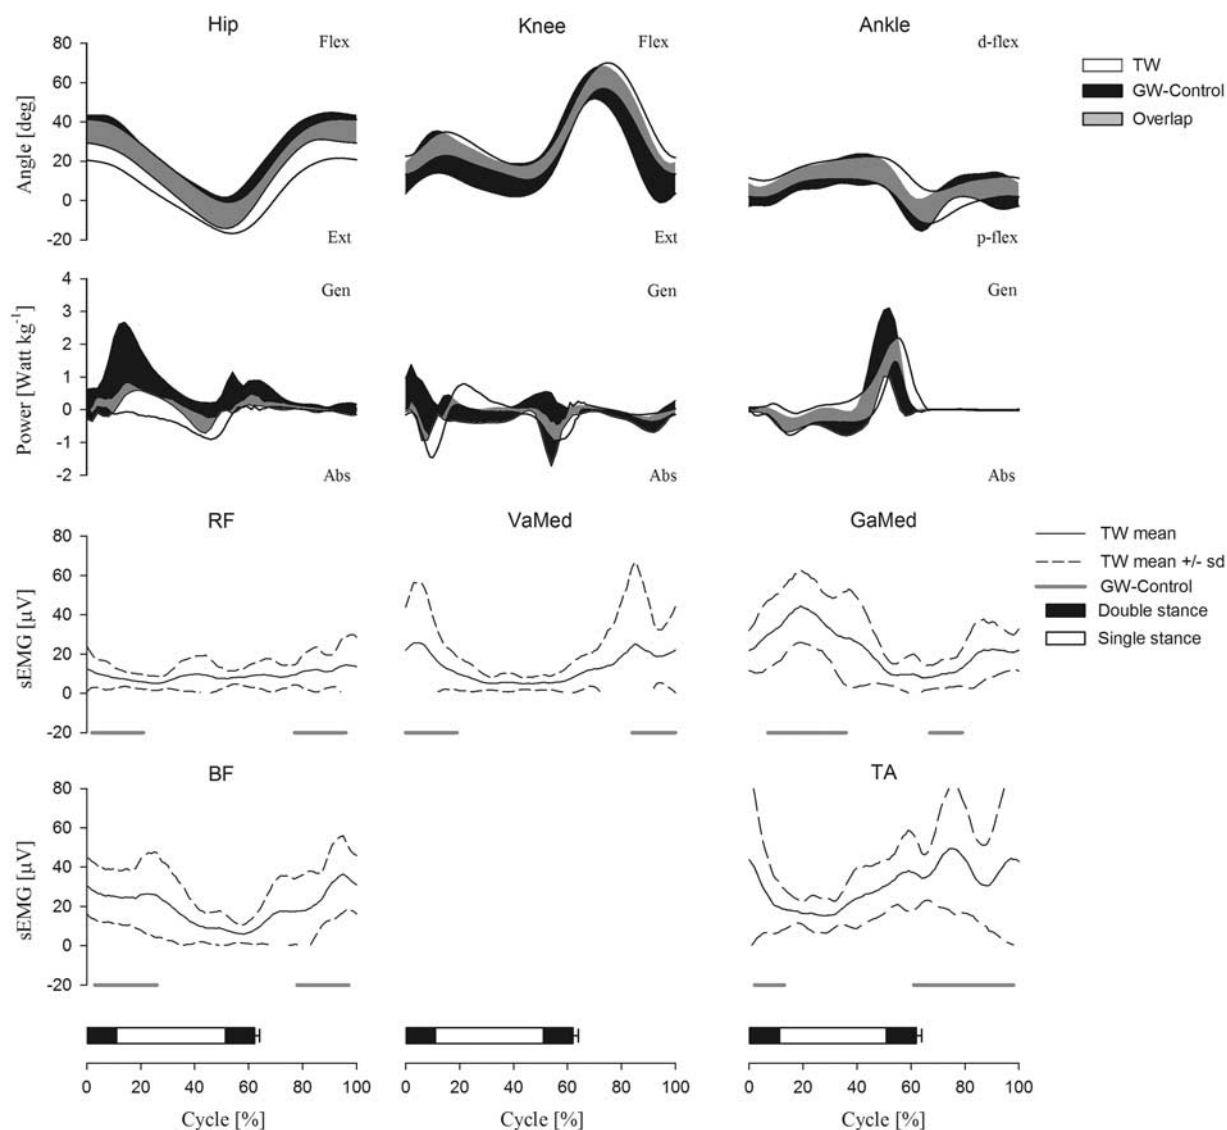 Hip Knee Ankle
80 Flex Flex d-flex
60 TW
40 GW-Control
20 Overlap
0
-20 Ext Ext p-flex
Angle [deg]
4 Gen Gen Gen
3
2
1
0
-1
-2 Abs Abs Abs
Power [Watt kg-1]
RF VaMed GaMed
80 TW mean
60 TW mean +/- sd
GW-Control
40 Double stance
20 Single stance
0
-20
sEMG [µV]
BF TA
80
60
40
20
0
-20
sEMG [µV]
0 20 40 60 80 100 0 20 40 60 80 100 0 20 40 60 80 100
Cycle [%] Cycle [%] Cycle [%]